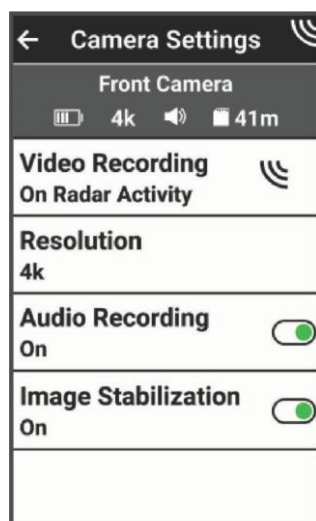 Camera Settings
Front Camera
4k 41m
Video Recording
On Radar Activity
Resolution
4k
Audio Recording
On
Image Stabilization
On